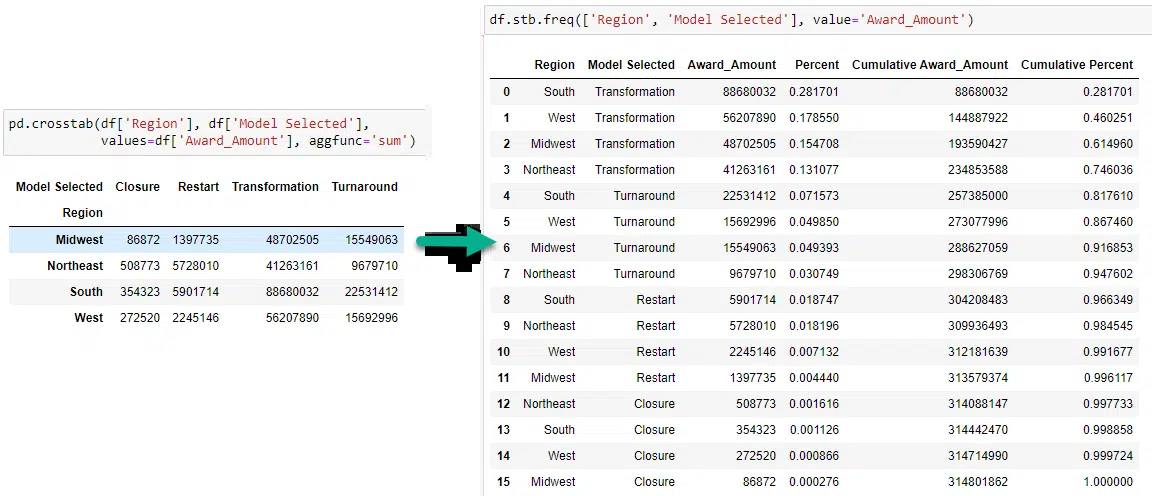 pd.crosstab(df['Region'], df['Model Selected'],
values=df['Award_Amount'], aggfunc='sum')
Model Selected Closure Restart Transformation Turnaround
Region
Midwest 86872 1397735 48702505 15549063
Northeast 508773 5728010 41263161 9679710
South 354323 5901714 88680032 22531412
West 272520 2245146 56207890 15692996
df.stb.freq(['Region', 'Model Selected'], value='Award_Amount')
Region Model Selected Award_Amount Percent Cumulative Award_Amount Cumulative Percent
0 South Transformation 88680032 0.281701 88680032 0.281701
1 West Transformation 56207890 0.178550 144887922 0.460251
2 Midwest Transformation 48702505 0.154708 193590427 0.614960
3 Northeast Transformation 41263161 0.131077 234853588 0.746036
4 South Turnaround 22531412 0.071573 257385000 0.817610
5 West Turnaround 15692996 0.049850 273077996 0.867460
6 Midwest Turnaround 15549063 0.049393 288627059 0.916853
7 Northeast Turnaround 9679710 0.030749 298306769 0.947602
8 South Restart 5901714 0.018747 304208483 0.966349
9 Northeast Restart 5728010 0.018196 309936493 0.984545
10 West Restart 2245146 0.007132 312181639 0.991677
11 Midwest Restart 1397735 0.004440 313579374 0.996117
12 Northeast Closure 508773 0.001616 314088147 0.997733
13 South Closure 354323 0.001126 314442470 0.998858
14 West Closure 272520 0.000866 314714990 0.999724
15 Midwest Closure 86872 0.000276 314801862 1.000000